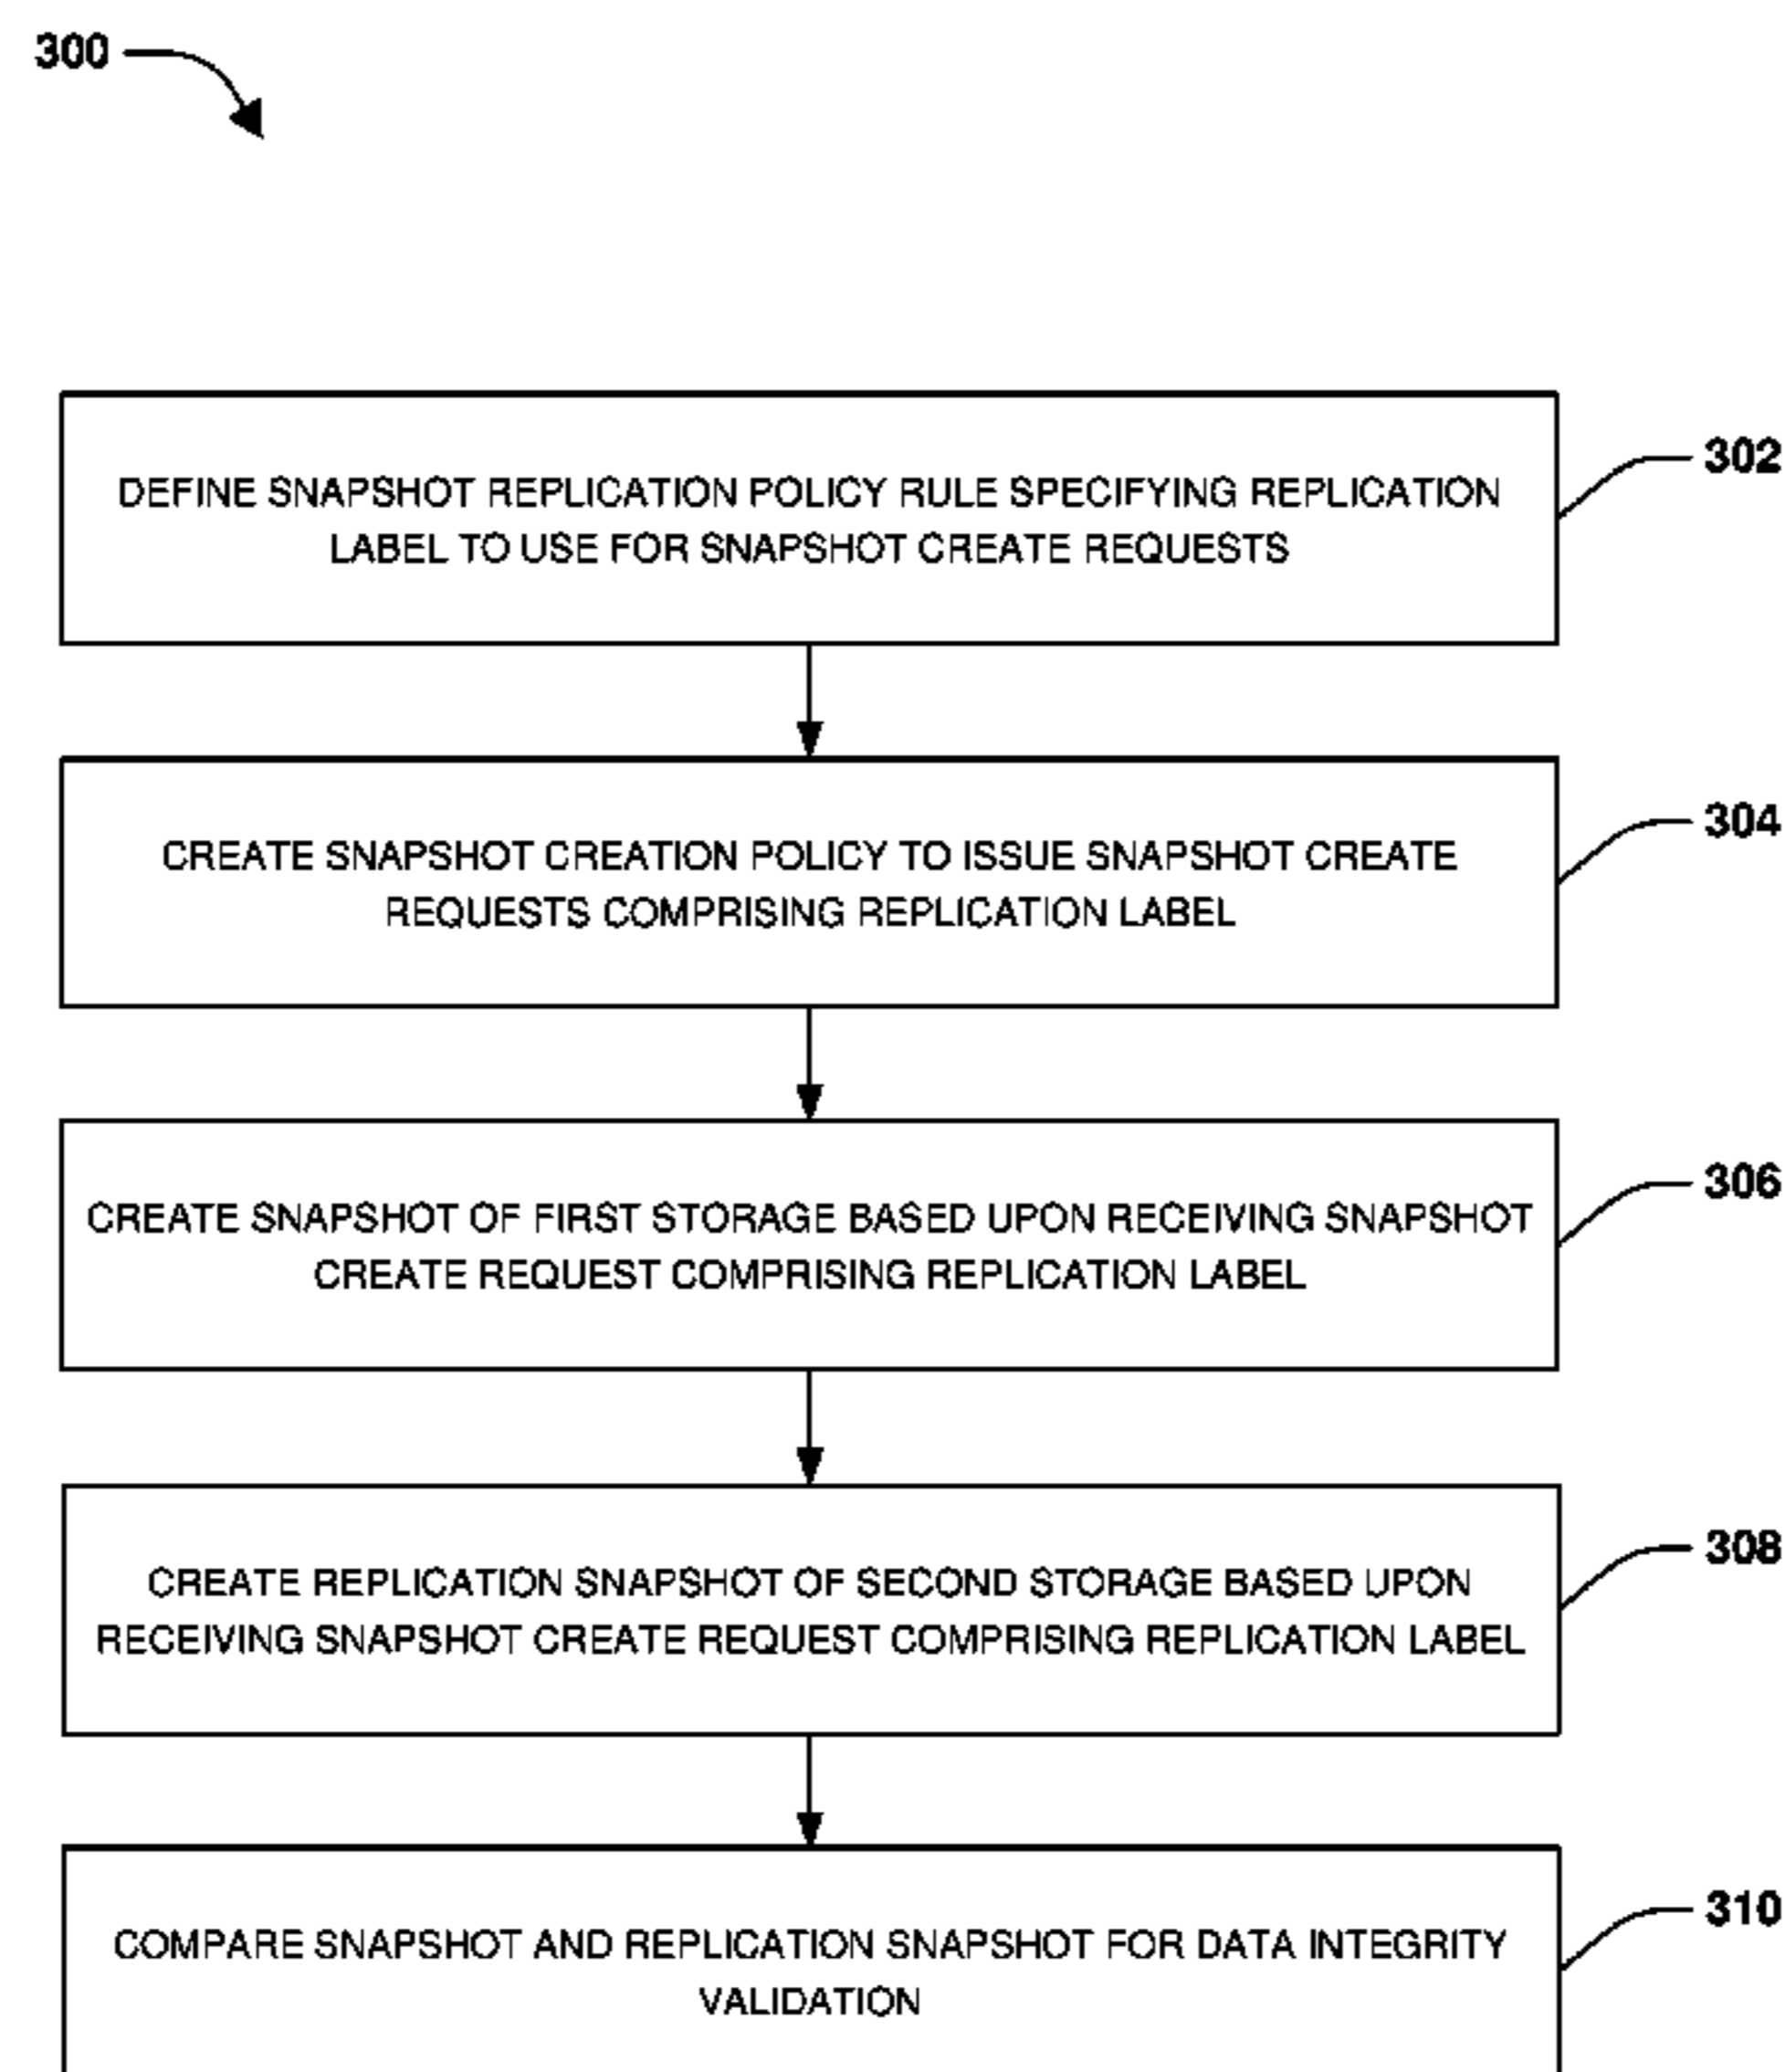 300
DEFINE SNAPSHOT REPLICATION POLICY RULE SPECIFYING REPLICATION
LABEL TO USE FOR SNAPSHOT CREATE REQUESTS
302
CREATE SNAPSHOT CREATION POLICY TO ISSUE SNAPSHOT CREATE
REQUESTS COMPRISING REPLICATION LABEL
304
CREATE SNAPSHOT OF FIRST STORAGE BASED UPON RECEIVING SNAPSHOT
CREATE REQUEST COMPRISING REPLICATION LABEL
306
CREATE REPLICATION SNAPSHOT OF SECOND STORAGE BASED UPON
RECEIVING SNAPSHOT CREATE REQUEST COMPRISING REPLICATION LABEL
308
COMPARE SNAPSHOT AND REPLICATION SNAPSHOT FOR DATA INTEGRITY
VALIDATION
310